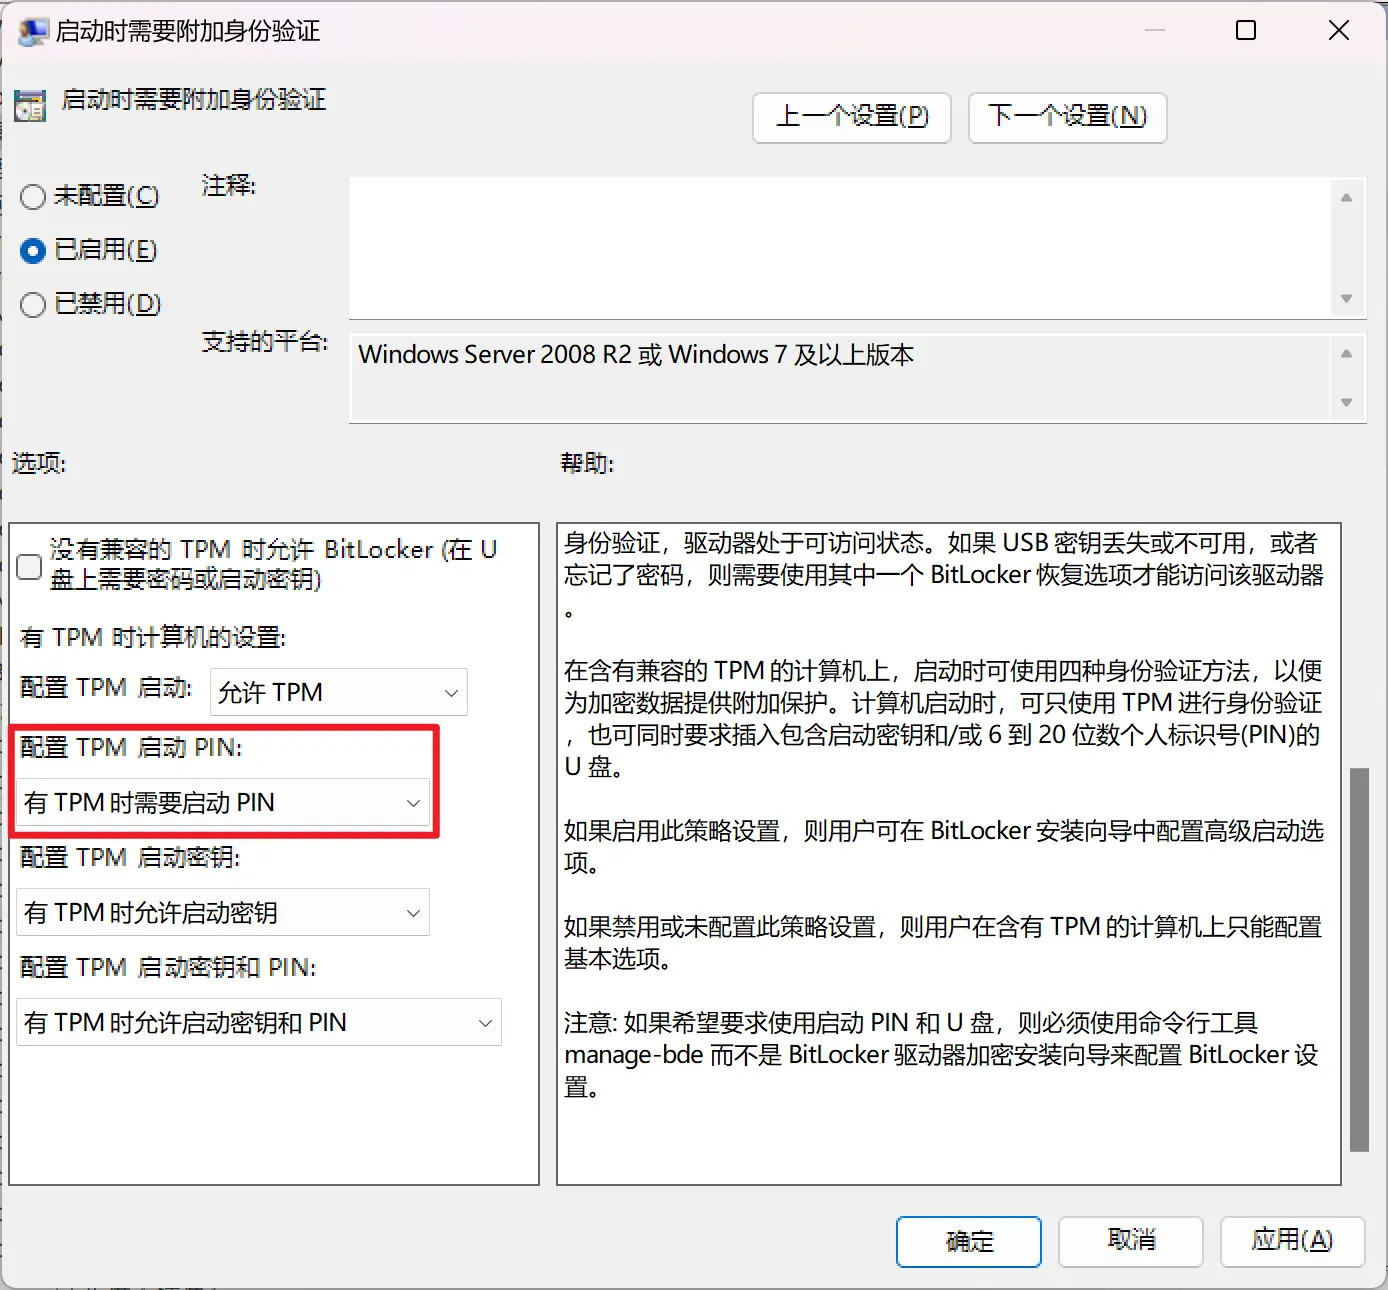 启动时需要附加身份验证
启动时需要附加身份验证
上一个设置(P)
下一个设置(N)
未配置(C)
注释:
已启用(E)
已禁用(D)
支持的平台:
Windows Server 2008 R2 或 Windows 7 及以上版本
选项:
帮助:
没有兼容的 TPM 时允许 BitLocker (在 U
盘上需要密码或启动密钥)
有 TPM 时计算机的设置:
配置 TPM 启动:
允许 TPM
配置 TPM 启动 PIN:
有 TPM 时需要启动 PIN
配置 TPM 启动密钥:
有 TPM 时允许启动密钥
配置 TPM 启动密钥和 PIN:
有 TPM 时允许启动密钥和 PIN
身份验证，驱动器处于可访问状态。如果 USB 密钥丢失或不可用，或者
忘记了密码，则需要使用其中一个 BitLocker 恢复选项才能访问该驱动器
。
在含有兼容的 TPM 的计算机上，启动时可使用四种身份验证方法，以便
为加密数据提供附加保护。计算机启动时，可只使用 TPM 进行身份验证
，也可同时要求插入包含启动密钥和/或 6 到 20 位数个人标识号(PIN)的
U 盘。
如果启用此策略设置，则用户可在 BitLocker 安装向导中配置高级启动选
项。
如果禁用或未配置此策略设置，则用户在含有 TPM 的计算机上只能配置
基本选项。
注意: 如果希望要求使用启动 PIN 和 U 盘，则必须使用命令行工具
manage-bde 而不是 BitLocker 驱动器加密安装向导来配置 BitLocker 设
置。
确定
取消
应用(A)